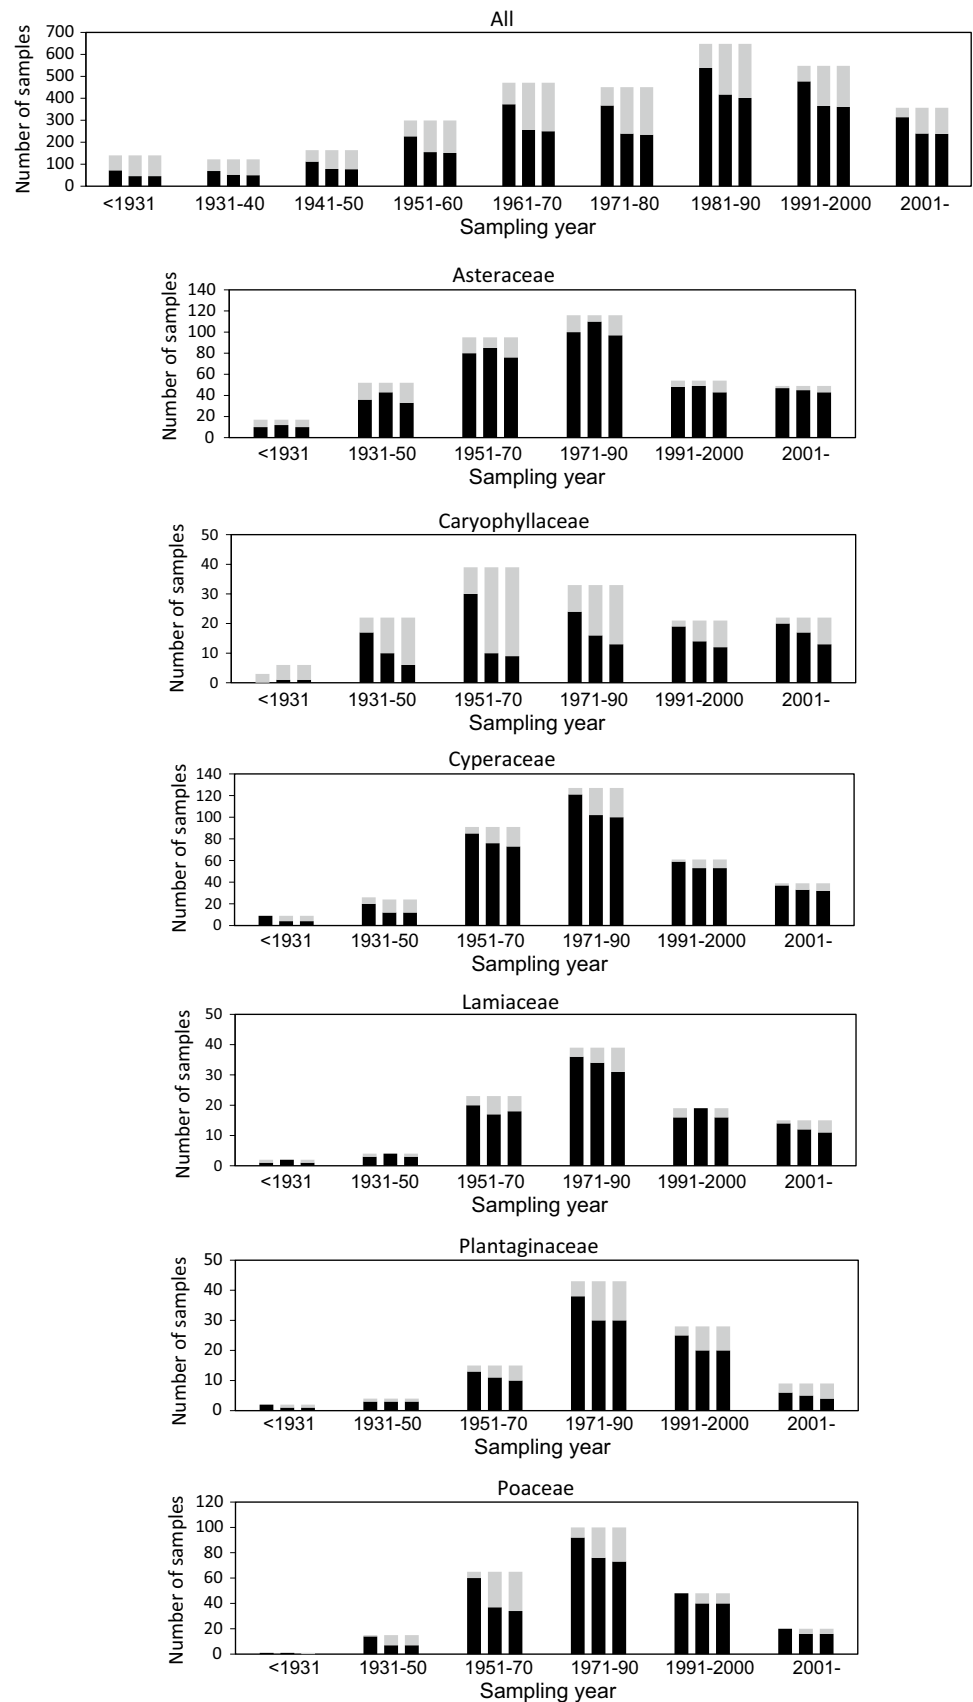 All
Number of samples
700
600
500
400
300
200
100
0
<1931 1931-40 1941-50 1951-60 1961-70 1971-80 1981-90 1991-2000 2001-
Sampling year
Asteraceae
Number of samples
140
120
100
80
60
40
20
0
<1931 1931-50 1951-70 1971-90 1991-2000 2001-
Sampling year
Caryophyllaceae
Number of samples
50
40
30
20
10
0
<1931 1931-50 1951-70 1971-90 1991-2000 2001-
Sampling year
Cyperaceae
Number of samples
140
120
100
80
60
40
20
0
<1931 1931-50 1951-70 1971-90 1991-2000 2001-
Sampling year
Lamiaceae
Number of samples
50
40
30
20
10
0
<1931 1931-50 1951-70 1971-90 1991-2000 2001-
Sampling year
Plantaginaceae
Number of samples
50
40
30
20
10
0
<1931 1931-50 1951-70 1971-90 1991-2000 2001-
Sampling year
Poaceae
Number of samples
120
100
80
60
40
20
0
<1931 1931-50 1951-70 1971-90 1991-2000 2001-
Sampling year